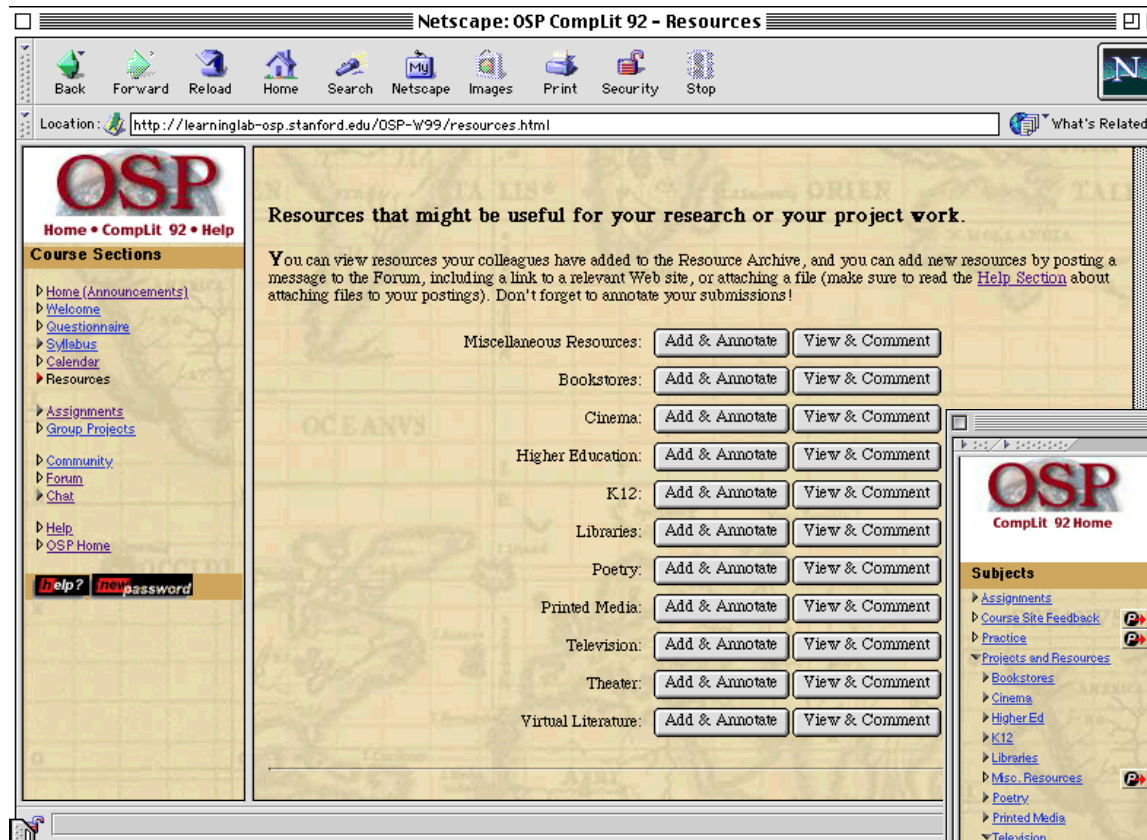 Netscape: OSP CompLit 92 - Resources
Back Forward Reload Home Search Netscape Images Print Security Stop
My
N
Location: http://learninglab-osp.stanford.edu/OSP-W99/resources.html What's Related
OSP
Home • CompLit 92 • Help
Course Sections
Home (Announcements)
Welcome
Questionnaire
Syllabus
Calendar
Resources
Assignments
Group Projects
Community
Forum
Chat
Help
OSP Home
help? new password
Resources that might be useful for your research or your project work.
You can view resources your colleagues have added to the Resource Archive, and you can add new resources by posting a
message to the Forum, including a link to a relevant Web site, or attaching a file (make sure to read the Help Section about
attaching files to your postings). Don't forget to annotate your submissions!
Miscellaneous Resources: Add & Annotate View & Comment
Bookstores: Add & Annotate View & Comment
Cinema: Add & Annotate View & Comment
Higher Education: Add & Annotate View & Comment
K12: Add & Annotate View & Comment
Libraries: Add & Annotate View & Comment
Poetry: Add & Annotate View & Comment
Printed Media: Add & Annotate View & Comment
Television: Add & Annotate View & Comment
Theater: Add & Annotate View & Comment
Virtual Literature: Add & Annotate View & Comment
OCEANVS
OSP
CompLit 92 Home
Subjects
Assignments
Course Site Feedback P
Practice P
Projects and Resources
Bookstores
Cinema
Higher Ed
K12
Libraries
Misc. Resources P
Poetry
Printed Media
Television